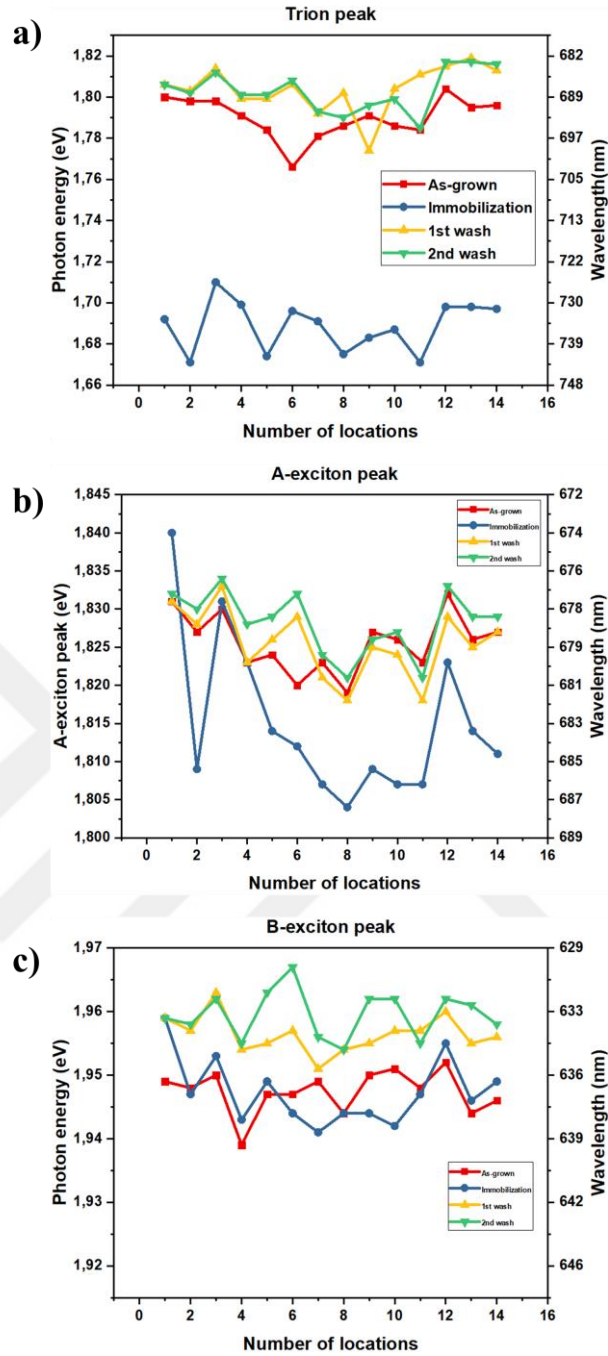 a)
Trion peak
1,82
1,80
1,78
1,76
1,74
1,72
1,70
1,68
1,66
Photon energy (eV)
682
689
697
705
713
722
730
739
748
Wavelength(nm)
As-grown
Immobilization
1st wash
2nd wash
0 2 4 6 8 10 12 14 16
Number of locations
b)
A-exciton peak
1,845
1,840
1,835
1,830
1,825
1,820
1,815
1,810
1,805
1,800
A-exciton peak (eV)
672
674
676
678
679
681
683
685
687
689
Wavelength (nm)
As-grown
Immobilization
1st wash
2nd wash
0 2 4 6 8 10 12 14 16
Number of locations
c)
B-exciton peak
1,97
1,96
1,95
1,94
1,93
1,92
Photon energy (eV)
629
633
636
639
642
646
Wavelength (nm)
As-grown
Immobilization
1st wash
2nd wash
0 2 4 6 8 10 12 14 16
Number of locations